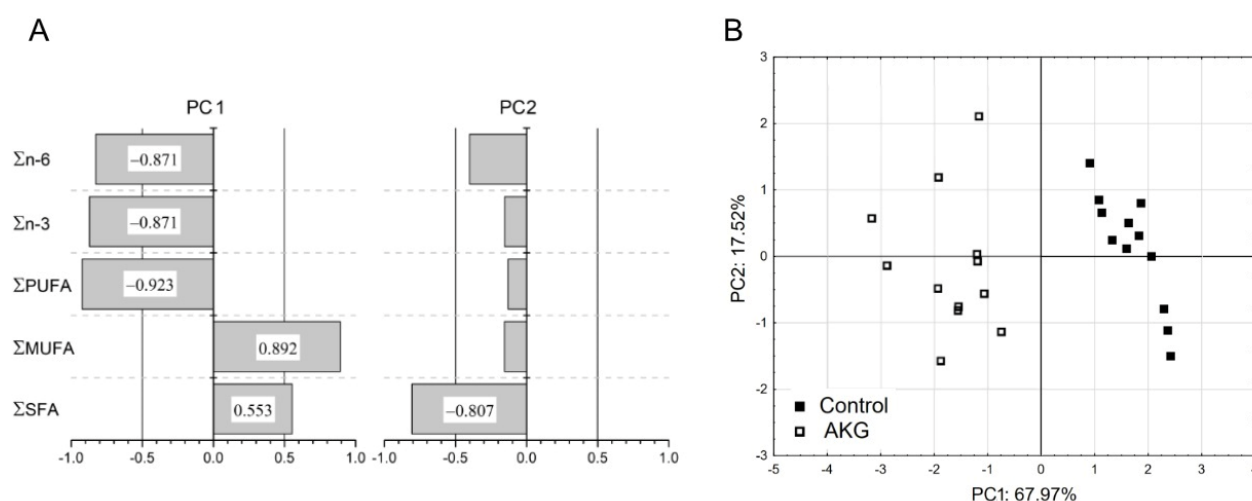 A
PC1 PC2
Σn-6 −0.871
Σn-3 −0.871
ΣPUFA −0.923
ΣMUFA 0.892
ΣSFA 0.553 −0.807
-1.0 -0.5 0.0 0.5 1.0 -1.0 -0.5 0.0 0.5 1.0
B
3
2
1
0
-1
-2
-3
PC2: 17.52%
Control
AKG
-5 -4 -3 -2 -1 0 1 2 3 4
PC1: 67.97%